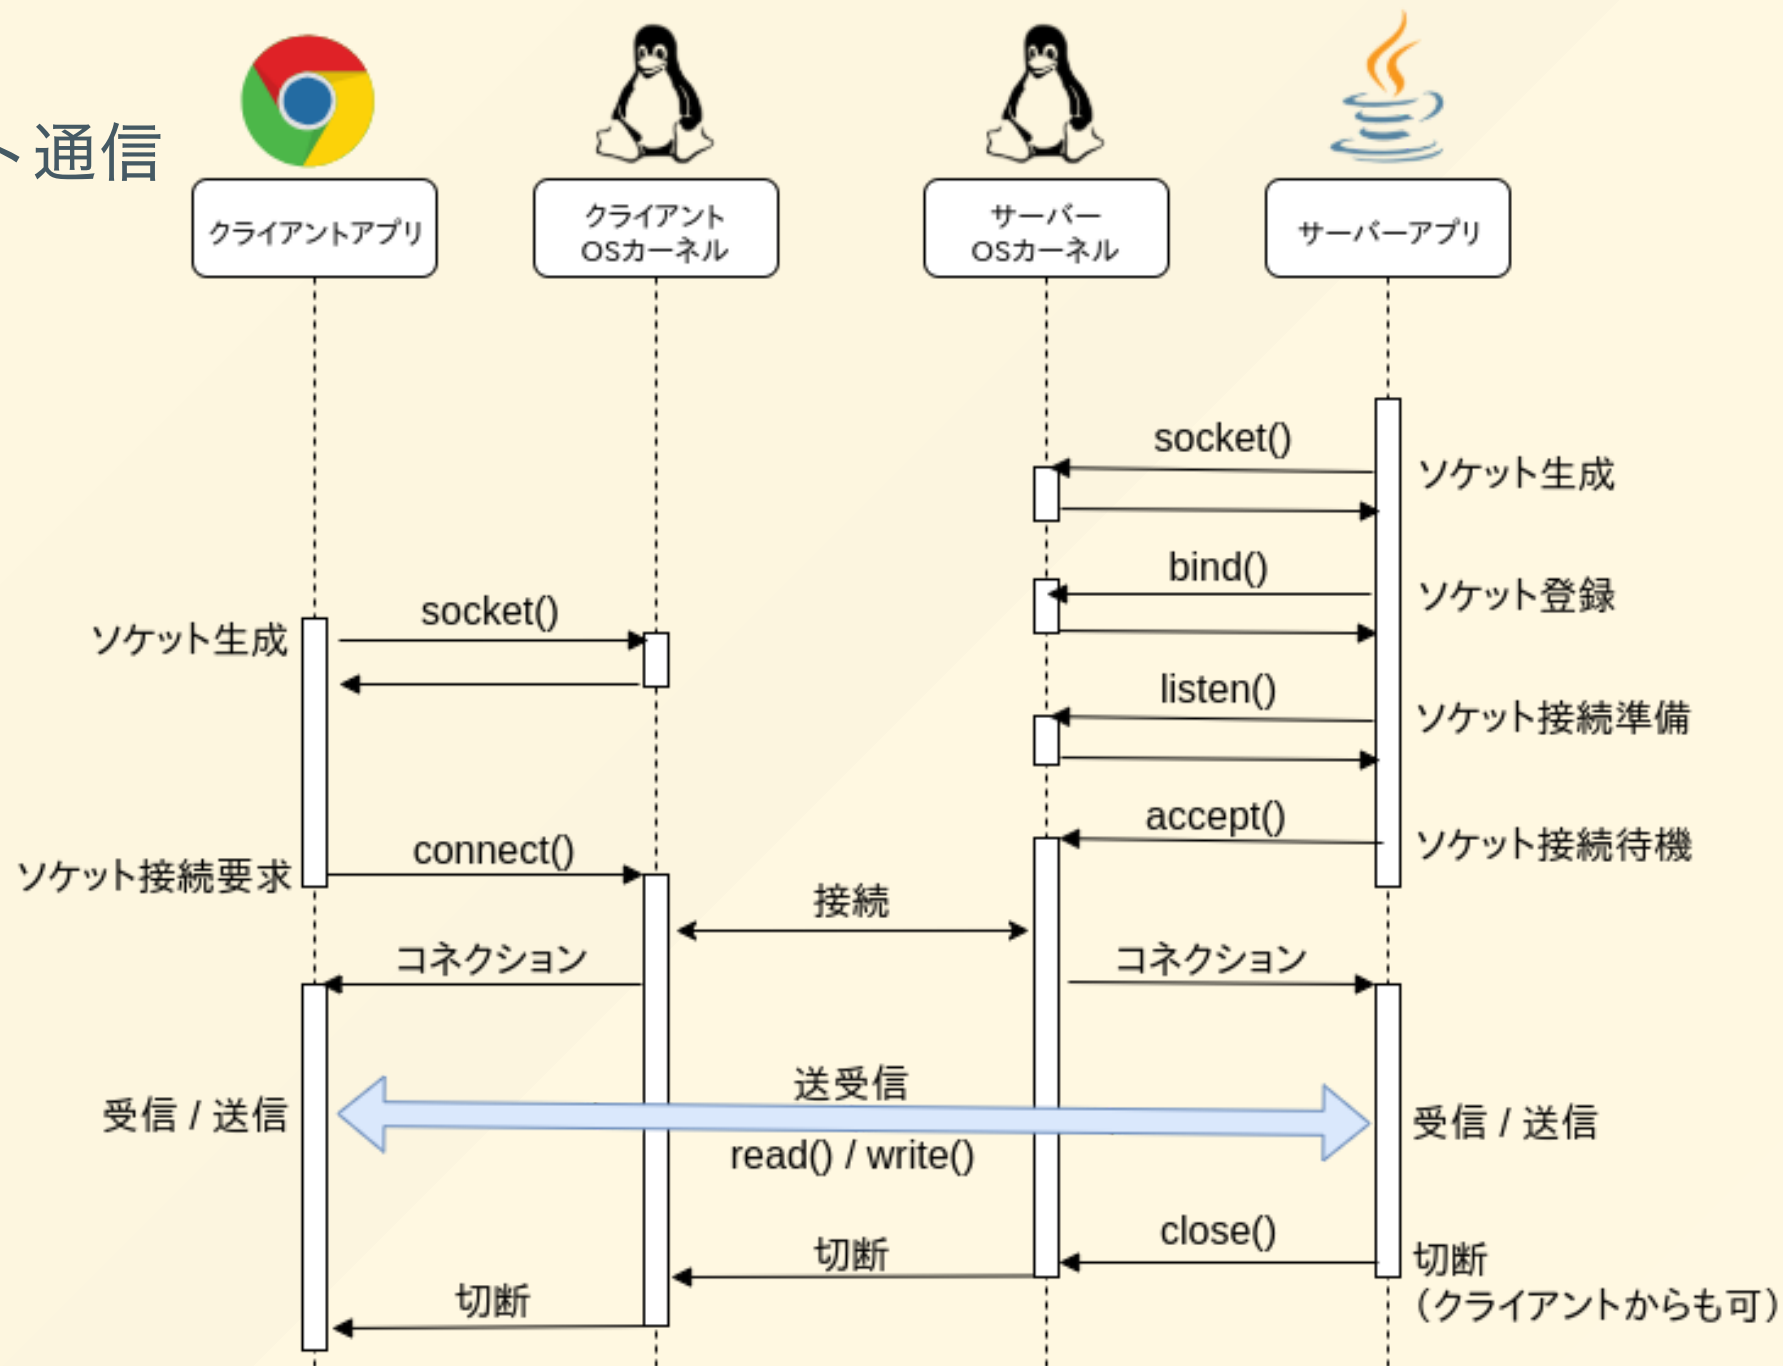 ト通信
クライアントアプリ
クライアント
OSカーネル
サーバー
OSカーネル
サーバーアプリ
socket()
ソケット生成
bind()
ソケット登録
socket()
ソケット生成
listen()
ソケット接続準備
accept()
ソケット接続待機
connect()
ソケット接続要求
接続
コネクション
コネクション
送受信
受信 / 送信
受信 / 送信
read() / write()
close()
切断
切断
(クライアントからも可)
切断